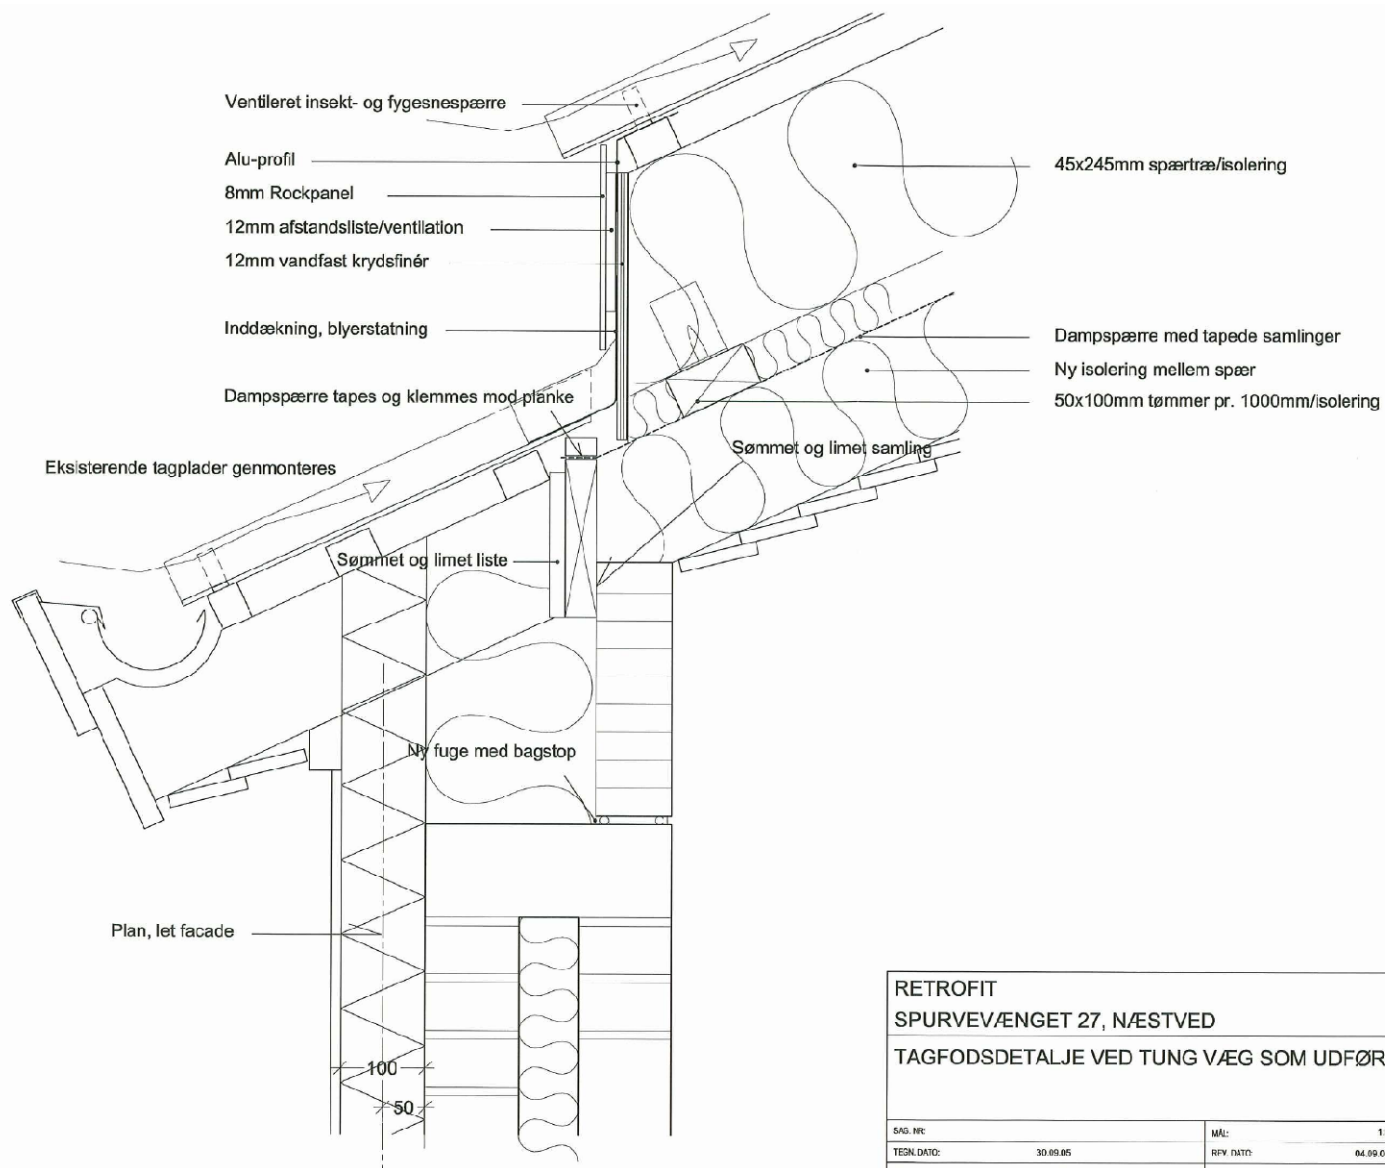 Ventileret insekt- og fygesnespærre
Alu-profil
8mm Rockpanel
12mm afstandsliste/ventilation
12mm vandfast krydsfinér
Inddækning, blyerstatning
Dampspærre tapes og klemmes mod planke
Eksisterende tagplader genmonteres
Sømmet og limet liste
Ny fuge med bagstop
Plan, let facade
100
50
45x245mm spærtræ/isolering
Dampspærre med tapede samlinger
Ny isolering mellem spær
50x100mm tømmer pr. 1000mm/isolering
Sømmet og limet samling
RETROFIT
SPURVEVÆNGET 27, NÆSTVED
TAGFODSDETALJE VED TUNG VÆG SOM UDFØR
SAG. NR:
MÅL: 1
TEGN. DATO: 30.09.05
REV. DATO: 04.09.0